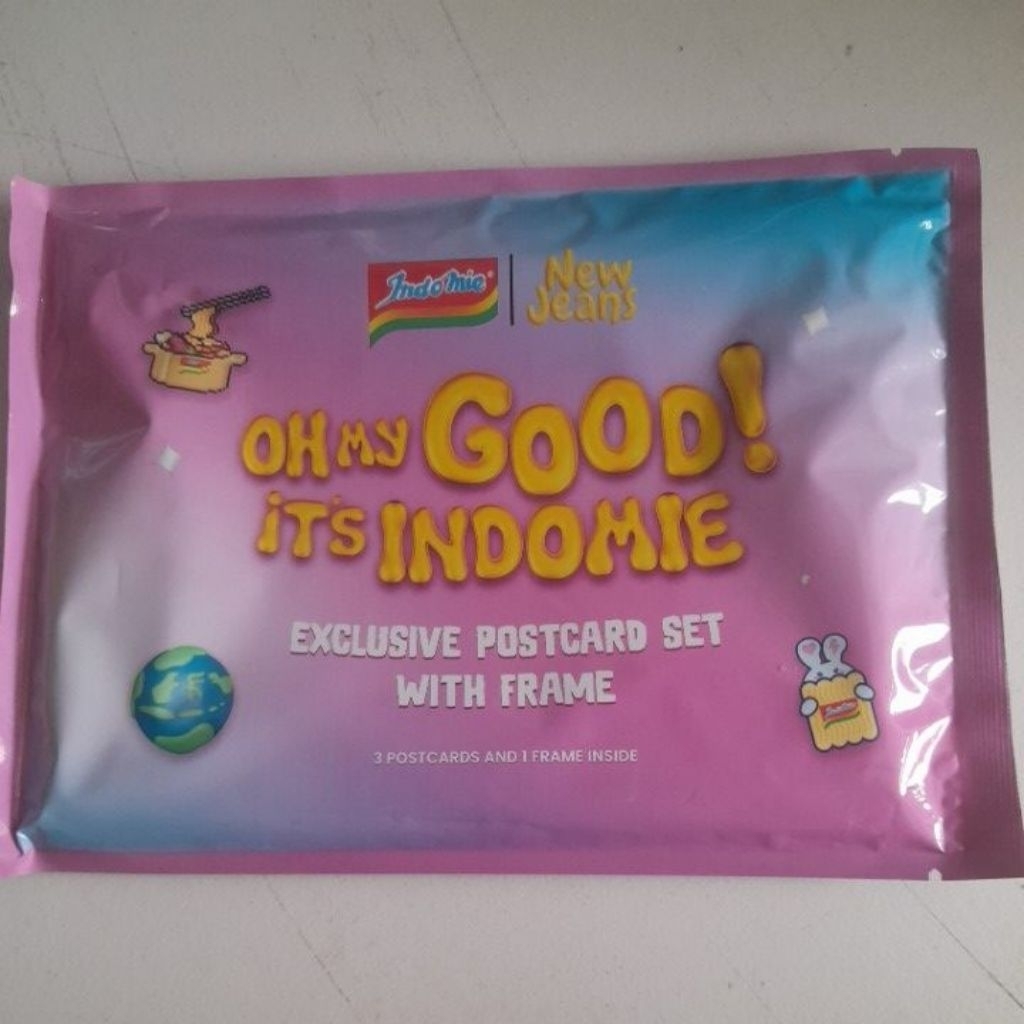 Indomie
New
Jeans
OH MY GOOD!
iT's INDOMIE
EXCLUSIVE POSTCARD SET
WITH FRAME
3 POSTCARDS AND 1 FRAME INSIDE